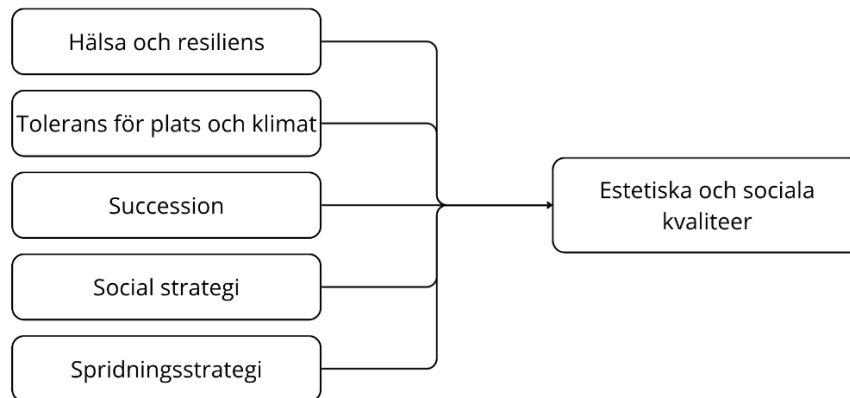 Hälsa och resiliens
Tolerans för plats och klimat
Succession
Social strategi
Spridningsstrategi
Estetiska och sociala
kvaliteer